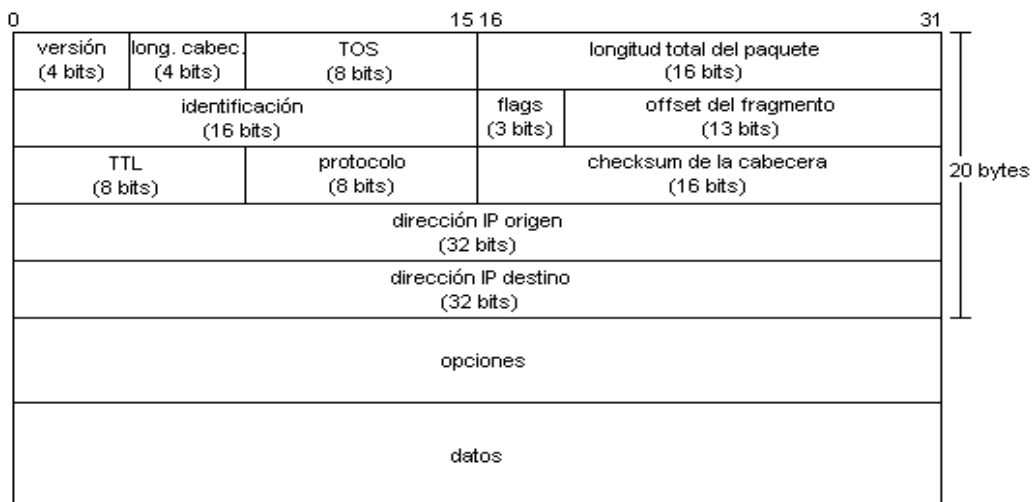 0 15 16 31
versión long. cabec. TOS longitud total del paquete
(4 bits) (4 bits) (8 bits) (16 bits)
identificación flags offset del fragmento
(16 bits) (3 bits) (13 bits)
TTL protocolo checksum de la cabecera
(8 bits) (8 bits) (16 bits)
20 bytes
dirección IP origen
(32 bits)
dirección IP destino
(32 bits)
opciones
datos